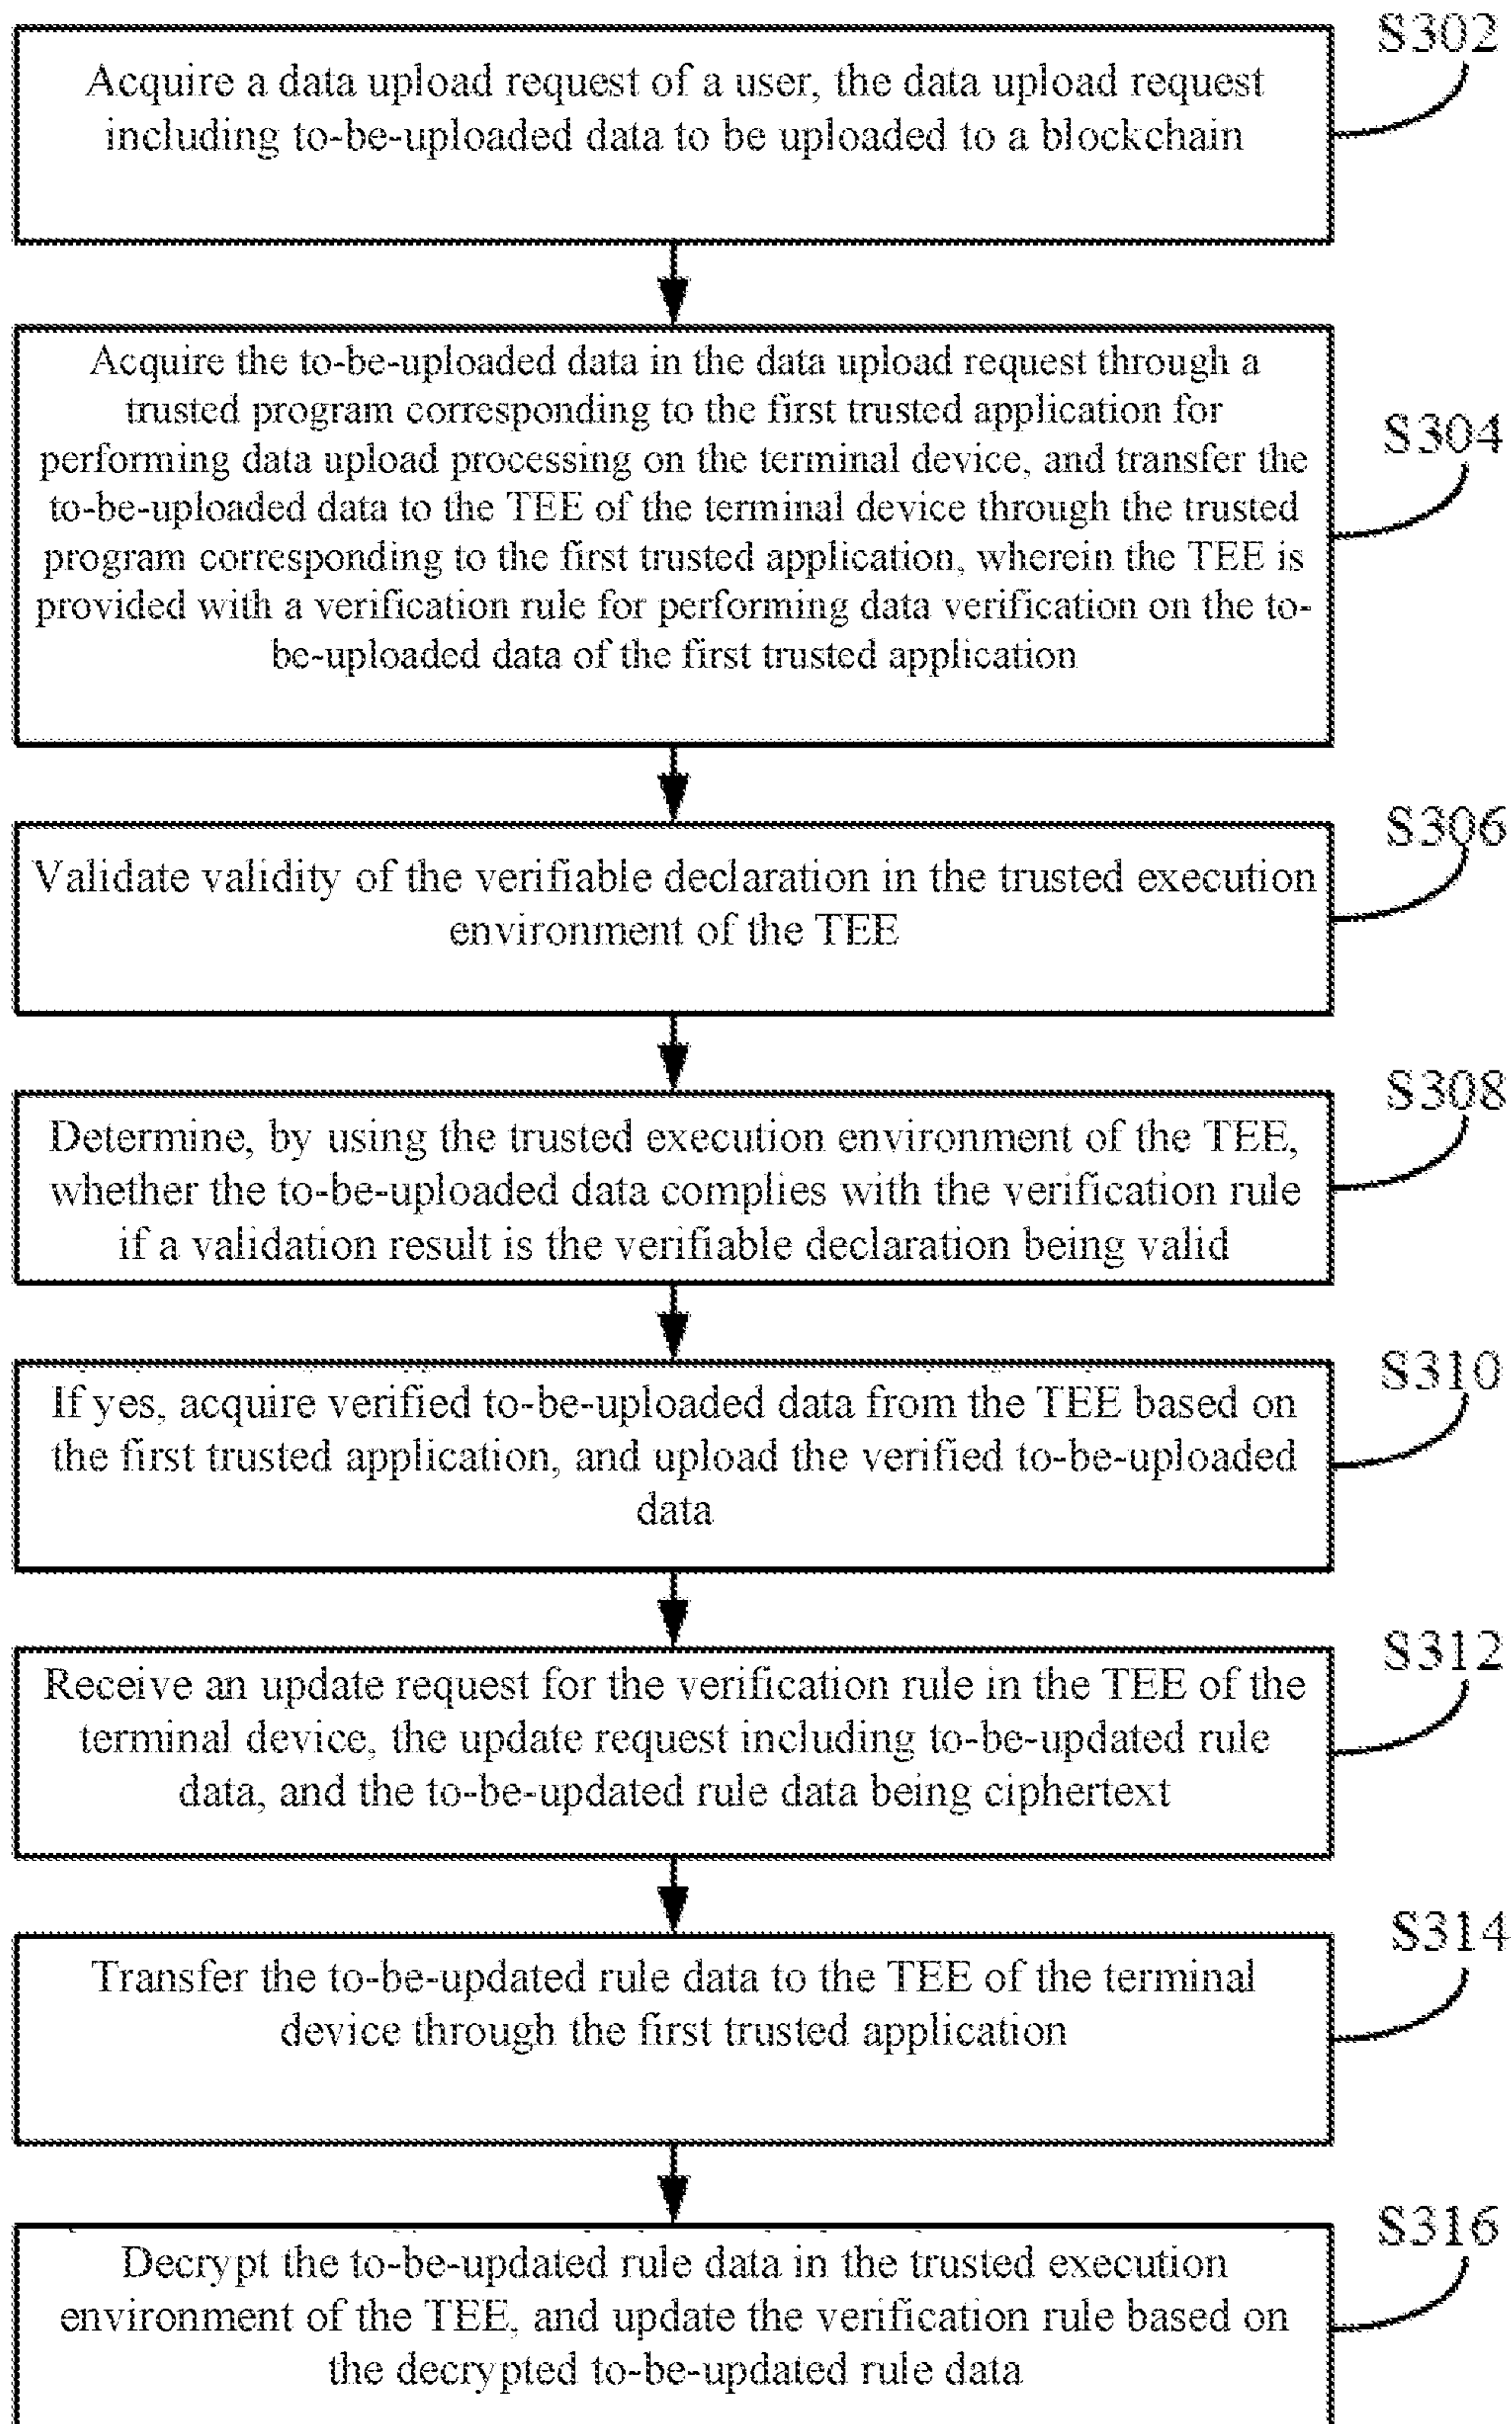 S302
Acquire a data upload request of a user, the data upload request
including to-be-uploaded data to be uploaded to a blockchain
Acquire the to-be-uploaded data in the data upload request through a
trusted program corresponding to the first trusted application for
performing data upload processing on the terminal device, and transfer the
to-be-uploaded data to the TEE of the terminal device through the trusted
program corresponding to the first trusted application, wherein the TEE is
provided with a verification rule for performing data verification on the to-
be-uploaded data of the first trusted application
S304
Validate validity of the verifiable declaration in the trusted execution
environment of the TEE
S306
Determine, by using the trusted execution environment of the TEE,
whether the to-be-uploaded data complies with the verification rule
if a validation result is the verifiable declaration being valid
S308
If yes, acquire verified to-be-uploaded data from the TEE based on
the first trusted application, and upload the verified to-be-uploaded
data
S310
Receive an update request for the verification rule in the TEE of the
terminal device, the update request including to-be-updated rule
data, and the to-be-updated rule data being ciphertext
S312
Transfer the to-be-updated rule data to the TEE of the terminal
device through the first trusted application
S314
Decrypt the to-be-updated rule data in the trusted execution
environment of the TEE, and update the verification rule based on
the decrypted to-be-updated rule data
S316